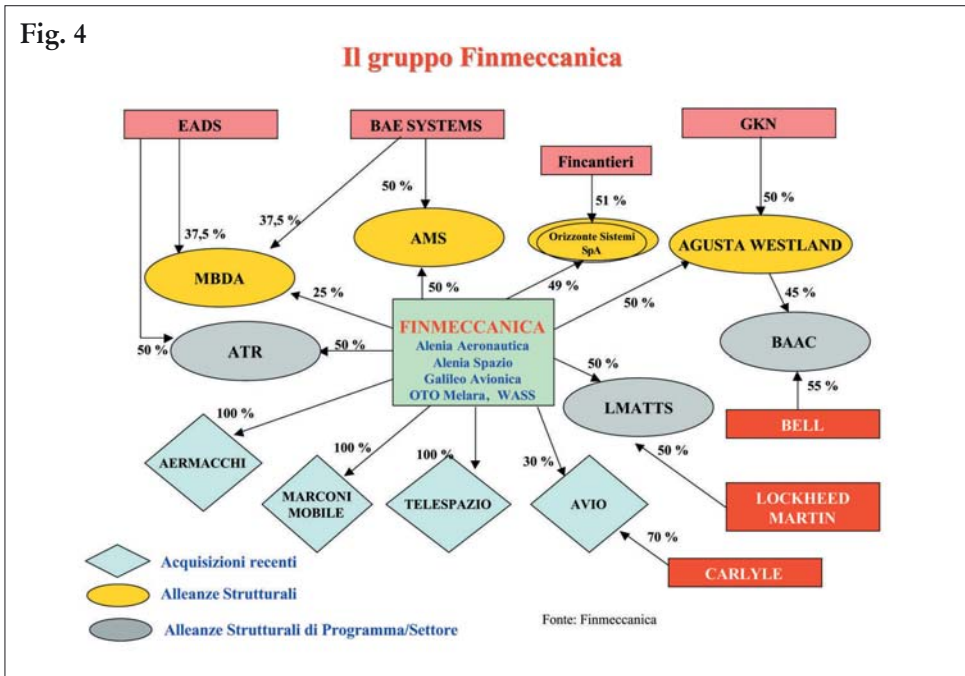 Fig. 4
Il gruppo Finmeccanica
EADS
BAE SYSTEMS
GKN
Fincantieri
50 %
50 %
51 %
37,5 %
37,5 %
AMS
Orizzonte Sistemi
SpA
AGUSTA WESTLAND
MBDA
25 %
50 %
49 %
50 %
45 %
FINMECCANICA
Alenia Aeronautica
Alenia Spazio
Galileo Avionica
OTO Melara, WASS
50 %
ATR
50 %
50 %
BAAC
LMATTS
55 %
BELL
100 %
100 %
100 %
30 %
50 %
AERMACCHI
MARCONI
MOBILE
TELESPAZIO
AVIO
LOCKHEED
MARTIN
70 %
CARLYLE
Acquisizioni recenti
Alleanze Strutturali
Alleanze Strutturali di Programma/Settore
Fonte: Finmeccanica